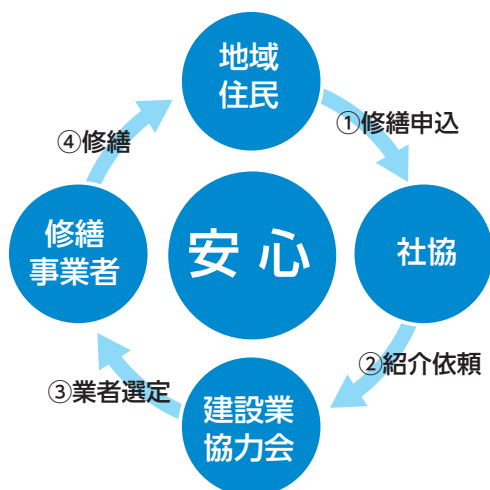 地域
住民
①修繕申込
社協
②紹介依頼
建設業
協力会
③業者選定
修繕
事業者
④修繕
安心